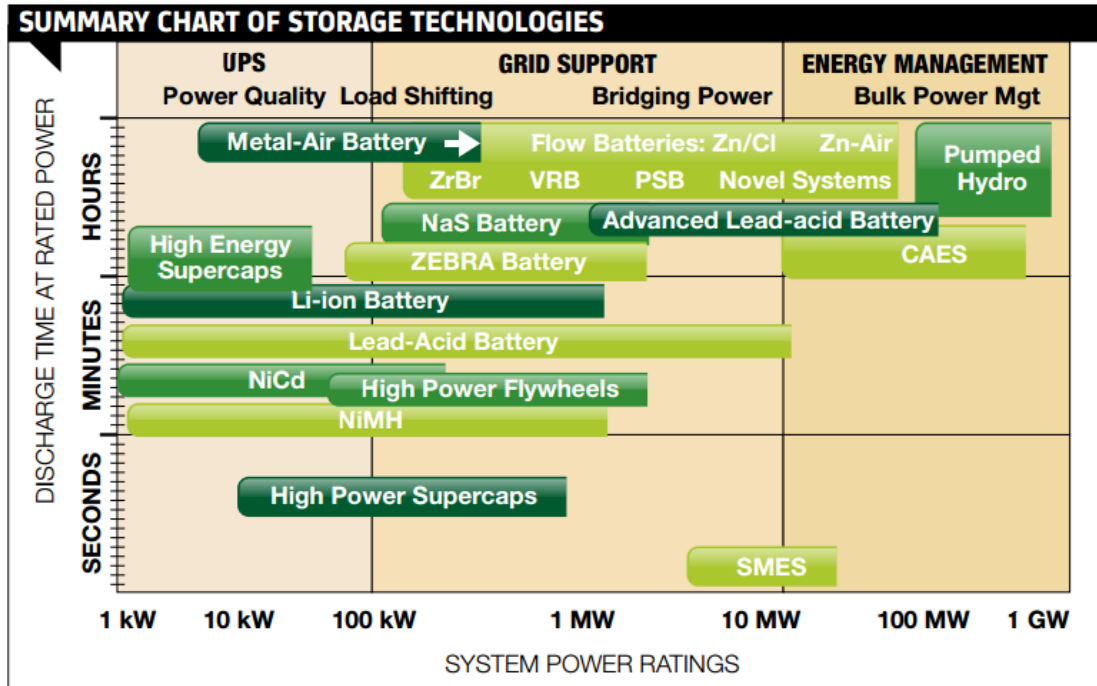 SUMMARY CHART OF STORAGE TECHNOLOGIES
UPS
GRID SUPPORT
ENERGY MANAGEMENT
Power Quality
Load Shifting
Bridging Power
Bulk Power Mgt
DISCHARGE TIME AT RATED POWER
HOURS
MINUTES
SECONDS
Metal-Air Battery
Flow Batteries: Zn/Cl
Zn-Air
ZrBr
VRB
PSB
Novel Systems
Pumped
Hydro
NaS Battery
Advanced Lead-acid Battery
High Energy
Supercaps
ZEBRA Battery
CAES
Li-ion Battery
Lead-Acid Battery
NiCd
High Power Flywheels
NiMH
High Power Supercaps
SMES
1 kW
10 kW
100 kW
1 MW
10 MW
100 MW
1 GW
SYSTEM POWER RATINGS